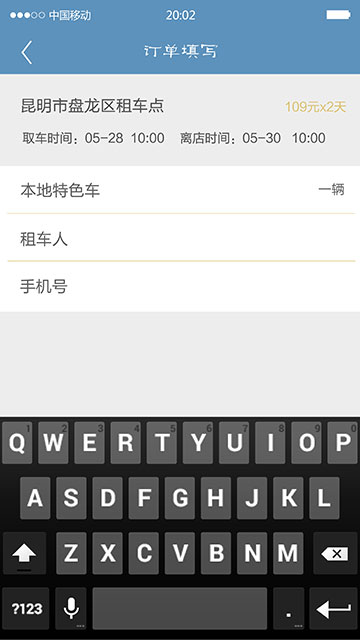 中国移动 20:02
订单填写
昆明市盘龙区租车点 109元x2天
取车时间：05-28 10:00 离店时间：05-30 10:00
本地特色车 一辆
租车人
手机号
1 2 3 4 5 6 7 8 9 0
Q W E R T Y U I O P
A S D F G H J K L
Z X C V B N M
?123 ... . ...